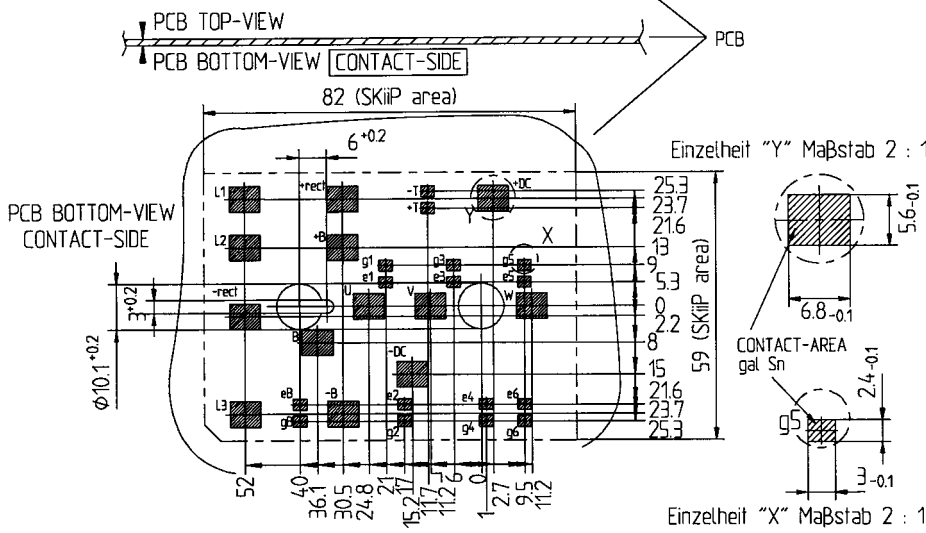 PCB TOP-VIEW
PCB
PCB BOTTOM-VIEW CONTACT-SIDE
82 (SKiiP area)
6+0.2
Einzelheit "Y" Maßstab 2 : 1
L1
+rect
-T
+DC
25.3
+T
Y
23.7
21.6
5.6-0.1
PCB BOTTOM-VIEW
CONTACT-SIDE
L2
+B
X
13
g1
g3
g5
9
e1
e3
e5
5.3
-rect
U
V
W
0
3+0.2
2.2
6.8-0.1
B
8
59 (SKiiP area)
CONTACT-AREA
gal Sn
Φ10.1+0.2
-DC
15
2.4-0.1
eB
-B
e2
e4
e6
21.6
L3
23.7
g5
gB
g2
g4
g6
25.3
52
40
36.1
30.5
24.8
21
17
15.2
11.7
11.2
6
0
1
2.7
9.5
11.2
3-0.1
Einzelheit "X" Maßstab 2 : 1